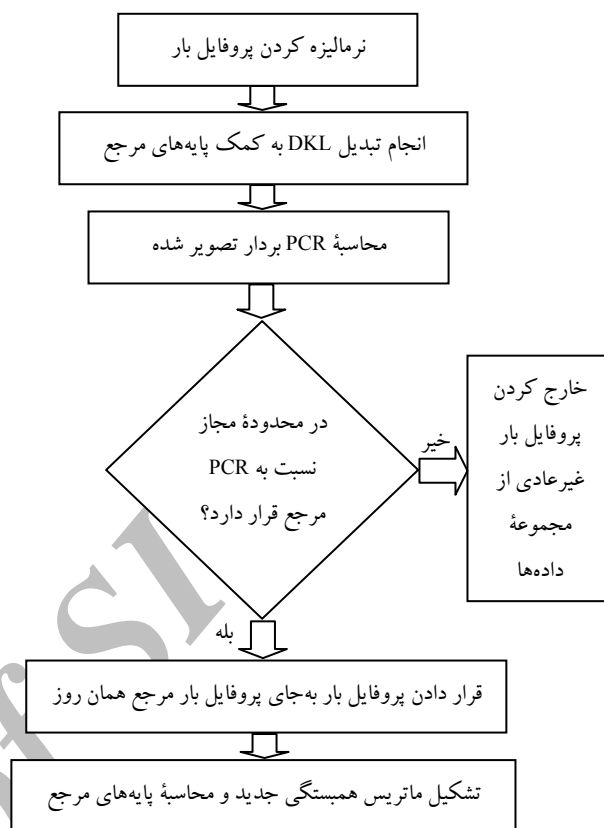 نرمالیزه کردن پروفایل بار
انجام تبدیل DKL به کمک پایه‌های مرجع
محاسبهٔ PCR بردار تصویر شده
در محدودهٔ مجاز
نسبت به PCR
مرجع قرار دارد؟
خیر
خارج کردن
پروفایل بار
غیرعادی از
مجموعهٔ
داده‌ها
بله
قرار دادن پروفایل بار به‌جای پروفایل بار مرجع همان روز
تشکیل ماتریس همبستگی جدید و محاسبهٔ پایه‌های مرجع
of SI